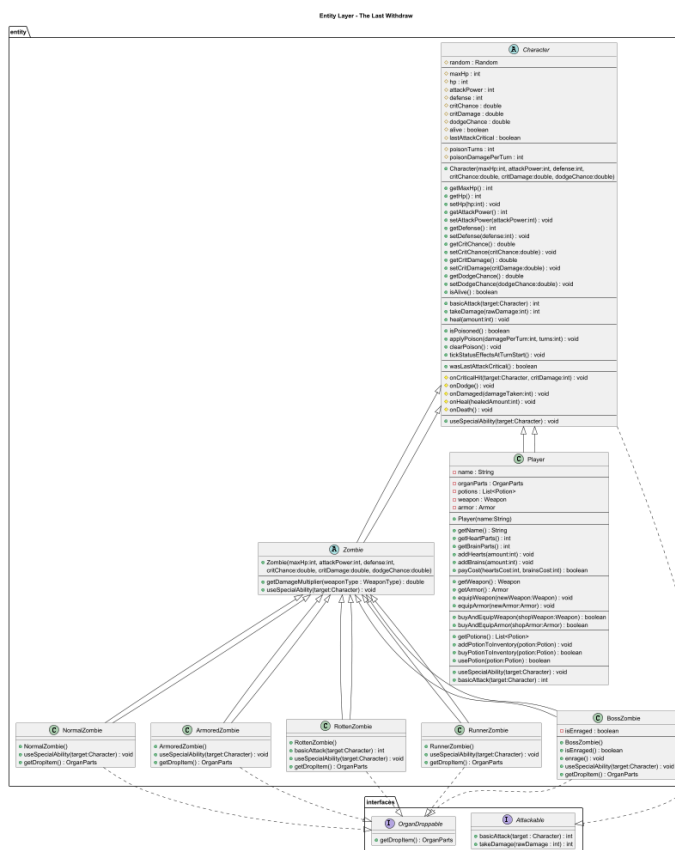 Entity Layer - The Last Withdraw
entity
A Character
random : Random
maxHp : int
hp : int
attackPower : int
defense : int
critChance : double
critDamage : double
dodgeChance : double
alive : boolean
lastAttackCritical : boolean
poisonTurns : int
poisonDamagePerTurn : int
Character(maxHp:int, attackPower:int, defense:int,
critChance:double, critDamage:double, dodgeChance:double)
getMaxHp() : int
getHp() : int
setHp(hp:int) : void
getAttackPower() : int
setAttackPower(attackPower:int) : void
getDefense() : int
setDefense(defense:int) : void
getCritChance() : double
setCritChance(critChance:double) : void
getCritDamage() : double
setCritDamage(critDamage:double) : void
getDodgeChance() : double
setDodgeChance(dodgeChance:double) : void
isAlive() : boolean
basicAttack(target:Character) : int
takeDamage(rawDamage:int) : int
heal(amount:int) : void
isPoisoned() : boolean
applyPoison(damagePerTurn:int, turns:int) : void
clearPoison() : void
tickStatusEffectsAtTurnStart() : void
wasLastAttackCritical() : boolean
onCriticalHit(target:Character, critDamage:int) : void
onDodge() : void
onDamaged(damageTaken:int) : void
onHeal(healedAmount:int) : void
onDeath() : void
useSpecialAbility(target:Character) : void
C Player
name : String
organParts : OrganParts
potions : List<Potion>
weapon : Weapon
armor : Armor
Player(name:String)
getName() : String
getHeartParts() : int
getBrainParts() : int
addHearts(amount:int) : void
addBrains(amount:int) : void
payCost(heartsCost:int, brainsCost:int) : boolean
getWeapon() : Weapon
getArmor() : Armor
equipWeapon(newWeapon:Weapon) : void
equipArmor(newArmor:Armor) : void
buyAndEquipWeapon(shopWeapon:Weapon) : boolean
buyAndEquipArmor(shopArmor:Armor) : boolean
getPotions() : List<Potion>
addPotionToInventory(potion:Potion) : void
buyPotionToInventory(potion:Potion) : boolean
usePotion(potion:Potion) : boolean
useSpecialAbility(target:Character) : void
basicAttack(target:Character) : int
A Zombie
Zombie(maxHp:int, attackPower:int, defense:int,
critChance:double, critDamage:double, dodgeChance:double)
getDamageMultiplier(weaponType : WeaponType) : double
useSpecialAbility(target:Character) : void
C NormalZombie
NormalZombie()
useSpecialAbility(target:Character) : void
getDropItem() : OrganParts
C ArmoredZombie
ArmoredZombie()
useSpecialAbility(target:Character) : void
getDropItem() : OrganParts
C RottenZombie
RottenZombie()
basicAttack(target:Character) : int
useSpecialAbility(target:Character) : void
getDropItem() : OrganParts
C RunnerZombie
RunnerZombie()
useSpecialAbility(target:Character) : void
getDropItem() : OrganParts
C BossZombie
isEnraged : boolean
BossZombie()
isEnraged() : boolean
enrage() : void
useSpecialAbility(target:Character) : void
getDropItem() : OrganParts
interfaces
I OrganDroppable
getDropItem() : OrganParts
I Attackable
basicAttack(target : Character) : int
takeDamage(rawDamage : int) : int